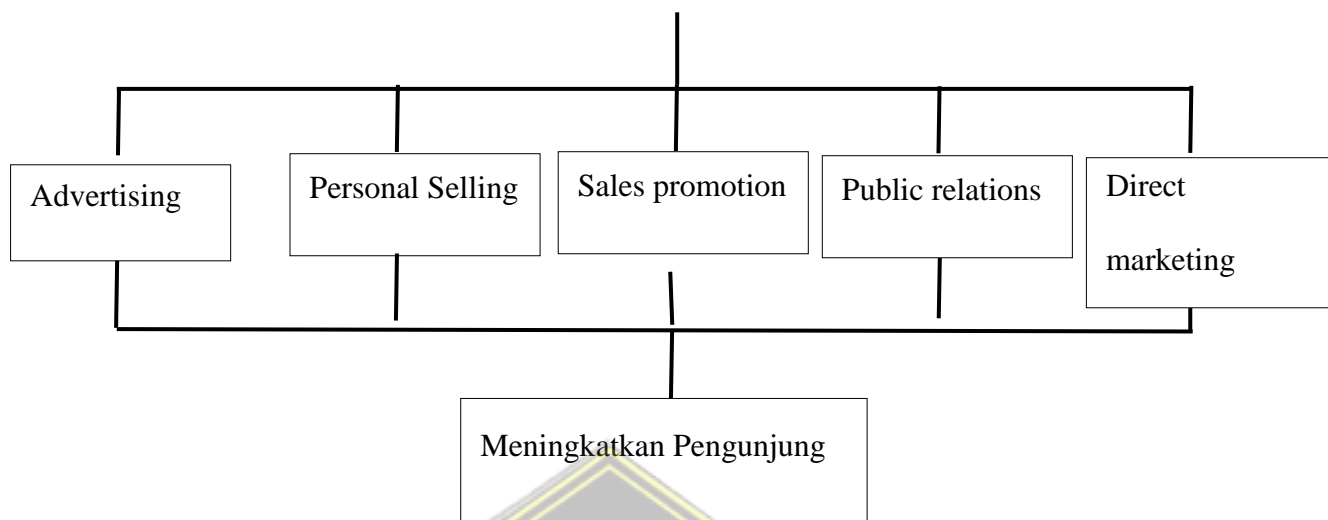 Advertising
Personal Selling
Sales promotion
Public relations
Direct
marketing
Meningkatkan Pengunjung